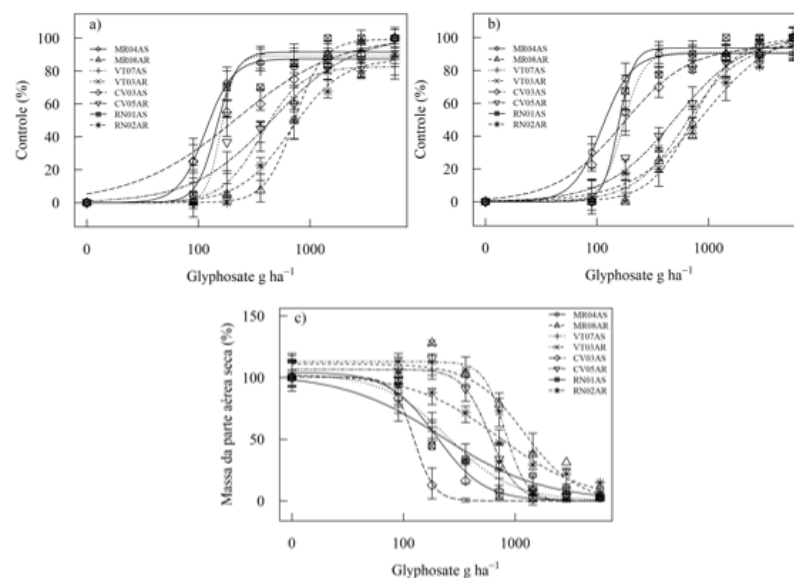 a)
100
80
60
40
20
0
Controle (%)
MR04AS
MR08AR
VT07AS
VT03AR
CV03AS
CV05AR
RN01AS
RN02AR
0
100
1000
Glyphosate g ha⁻¹
b)
100
80
60
40
20
0
Controle (%)
MR04AS
MR08AR
VT07AS
VT03AR
CV03AS
CV05AR
RN01AS
RN02AR
0
100
1000
Glyphosate g ha⁻¹
c)
150
100
50
0
Massa da parte aérea seca (%)
MR04AS
MR08AR
VT07AS
VT03AR
CV03AS
CV05AR
RN01AS
RN02AR
0
100
1000
Glyphosate g ha⁻¹